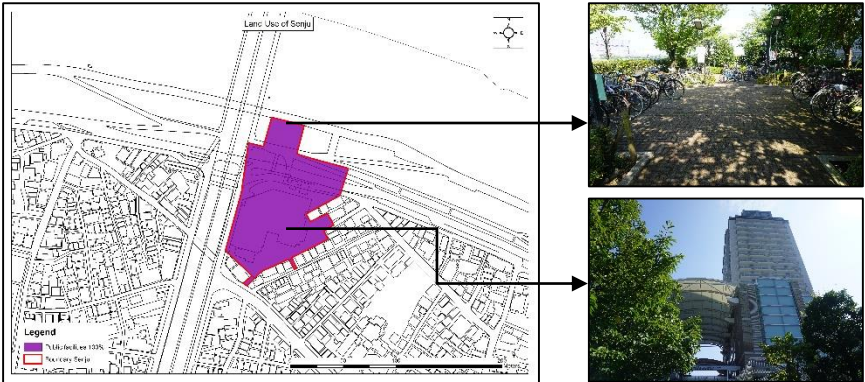 Land Use of Senju
N
Legend
Public facilities 100%
Boundary Senju